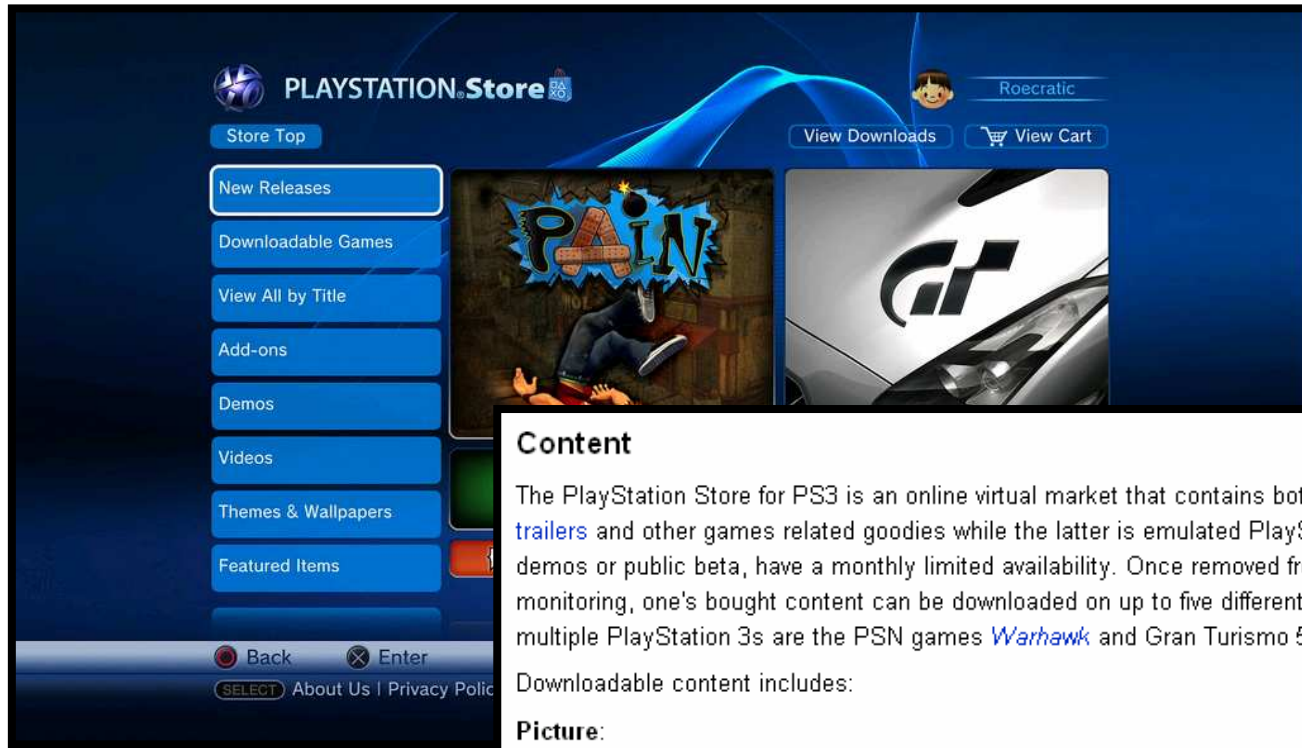 PLAYSTATION®Store
Roecratic
Store Top
View Downloads
View Cart
New Releases
Downloadable Games
View All by Title
Add-ons
Demos
Videos
Themes & Wallpapers
Featured Items
PAIN
GT
Back
Enter
SELECT About Us | Privacy Polic
Content
The PlayStation Store for PS3 is an online virtual market that contains bot
trailers and other games related goodies while the latter is emulated PlayS
demos or public beta, have a monthly limited availability. Once removed fr
monitoring, one's bought content can be downloaded on up to five different
multiple PlayStation 3s are the PSN games Warhawk and Gran Turismo 5
Downloadable content includes:
Picture: